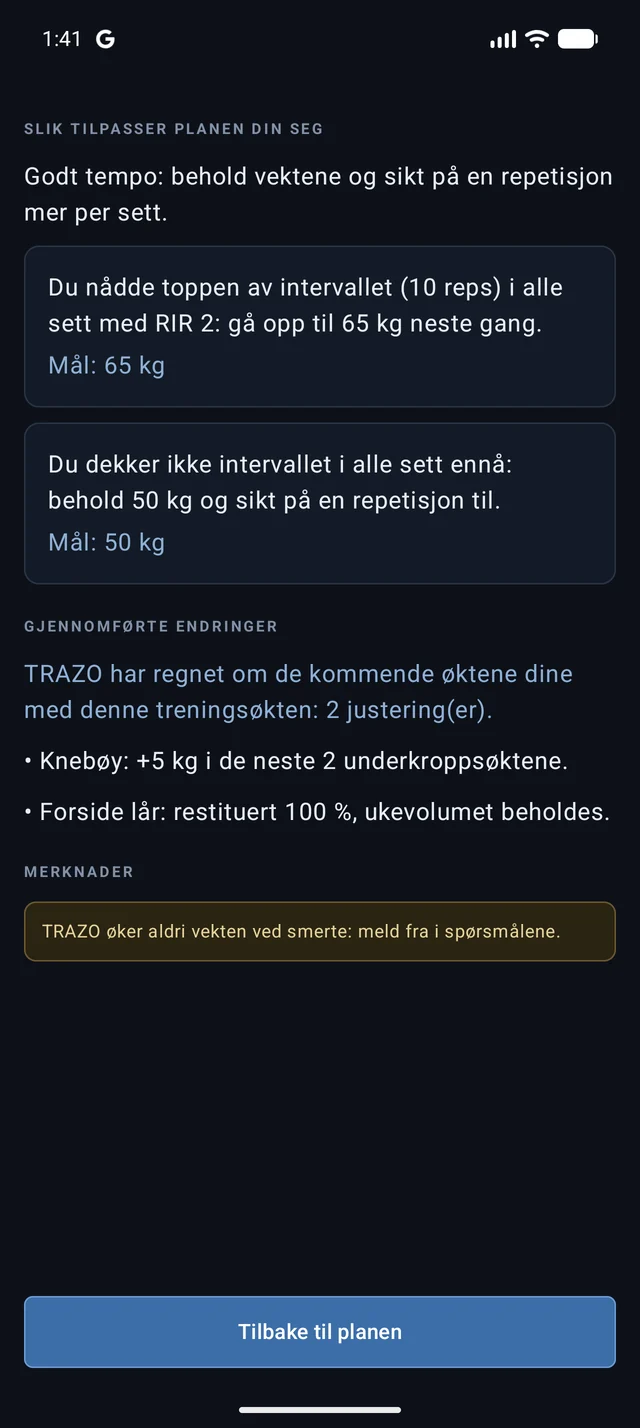 1:41 G
SLIK TILPASSER PLANEN DIN SEG
Godt tempo: behold vektene og sikt på en repetisjon
mer per sett.
Du nådde toppen av intervallet (10 reps) i alle
sett med RIR 2: gå opp til 65 kg neste gang.
Mål: 65 kg
Du dekker ikke intervallet i alle sett ennå:
behold 50 kg og sikt på en repetisjon til.
Mål: 50 kg
GJENNOMFØRTE ENDRINGER
TRAZO har regnet om de kommende øktene dine
med denne treningsøkten: 2 justering(er).
• Knebøy: +5 kg i de neste 2 underkroppsøktene.
• Forside lår: restituert 100 %, ukevolumet beholdes.
MERKNADER
TRAZO øker aldri vekten ved smerte: meld fra i spørsmålene.
Tilbake til planen